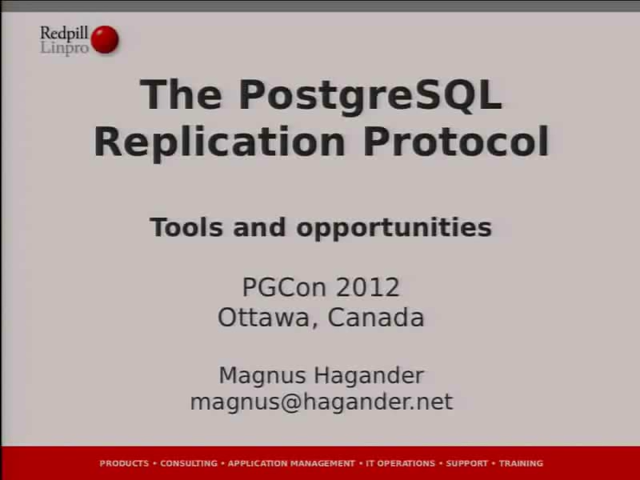 Redpill
Linpro
The PostgreSQL
Replication Protocol
Tools and opportunities
PGCon 2012
Ottawa, Canada
Magnus Hagander
magnus@hagander.net
PRODUCTS • CONSULTING • APPLICATION MANAGEMENT • IT OPERATIONS • SUPPORT • TRAINING